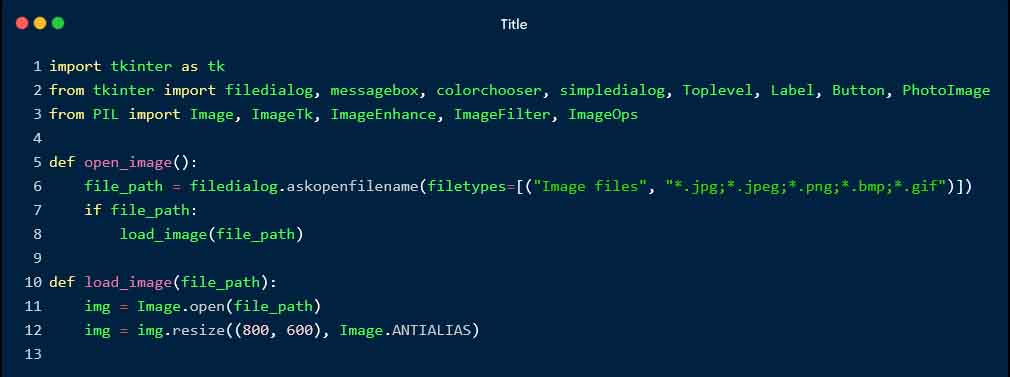 Title
1 import tkinter as tk
2 from tkinter import filedialog, messagebox, colorchooser, simpledialog, Toplevel, Label, Button, PhotoImage
3 from PIL import Image, ImageTk, ImageEnhance, ImageFilter, ImageOps
4
5 def open_image():
6     file_path = filedialog.askopenfilename(filetypes=[("Image files", "*.jpg;*.jpeg;*.png;*.bmp;*.gif")])
7     if file_path:
8         load_image(file_path)
9
10 def load_image(file_path):
11     img = Image.open(file_path)
12     img = img.resize((800, 600), Image.ANTIALIAS)
13